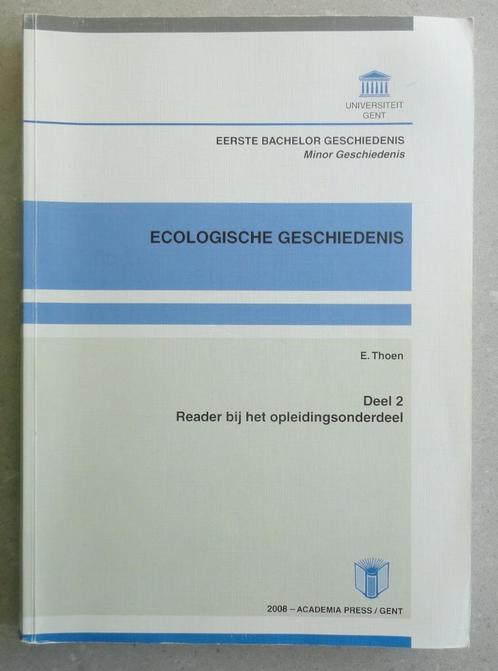 UNIVERSITEIT
GENT
EERSTE BACHELOR GESCHIEDENIS
Minor Geschiedenis
ECOLOGISCHE GESCHIEDENIS
E. Thoen
Deel 2
Reader bij het opleidingsonderdeel
2008 – ACADEMIA PRESS / GENT